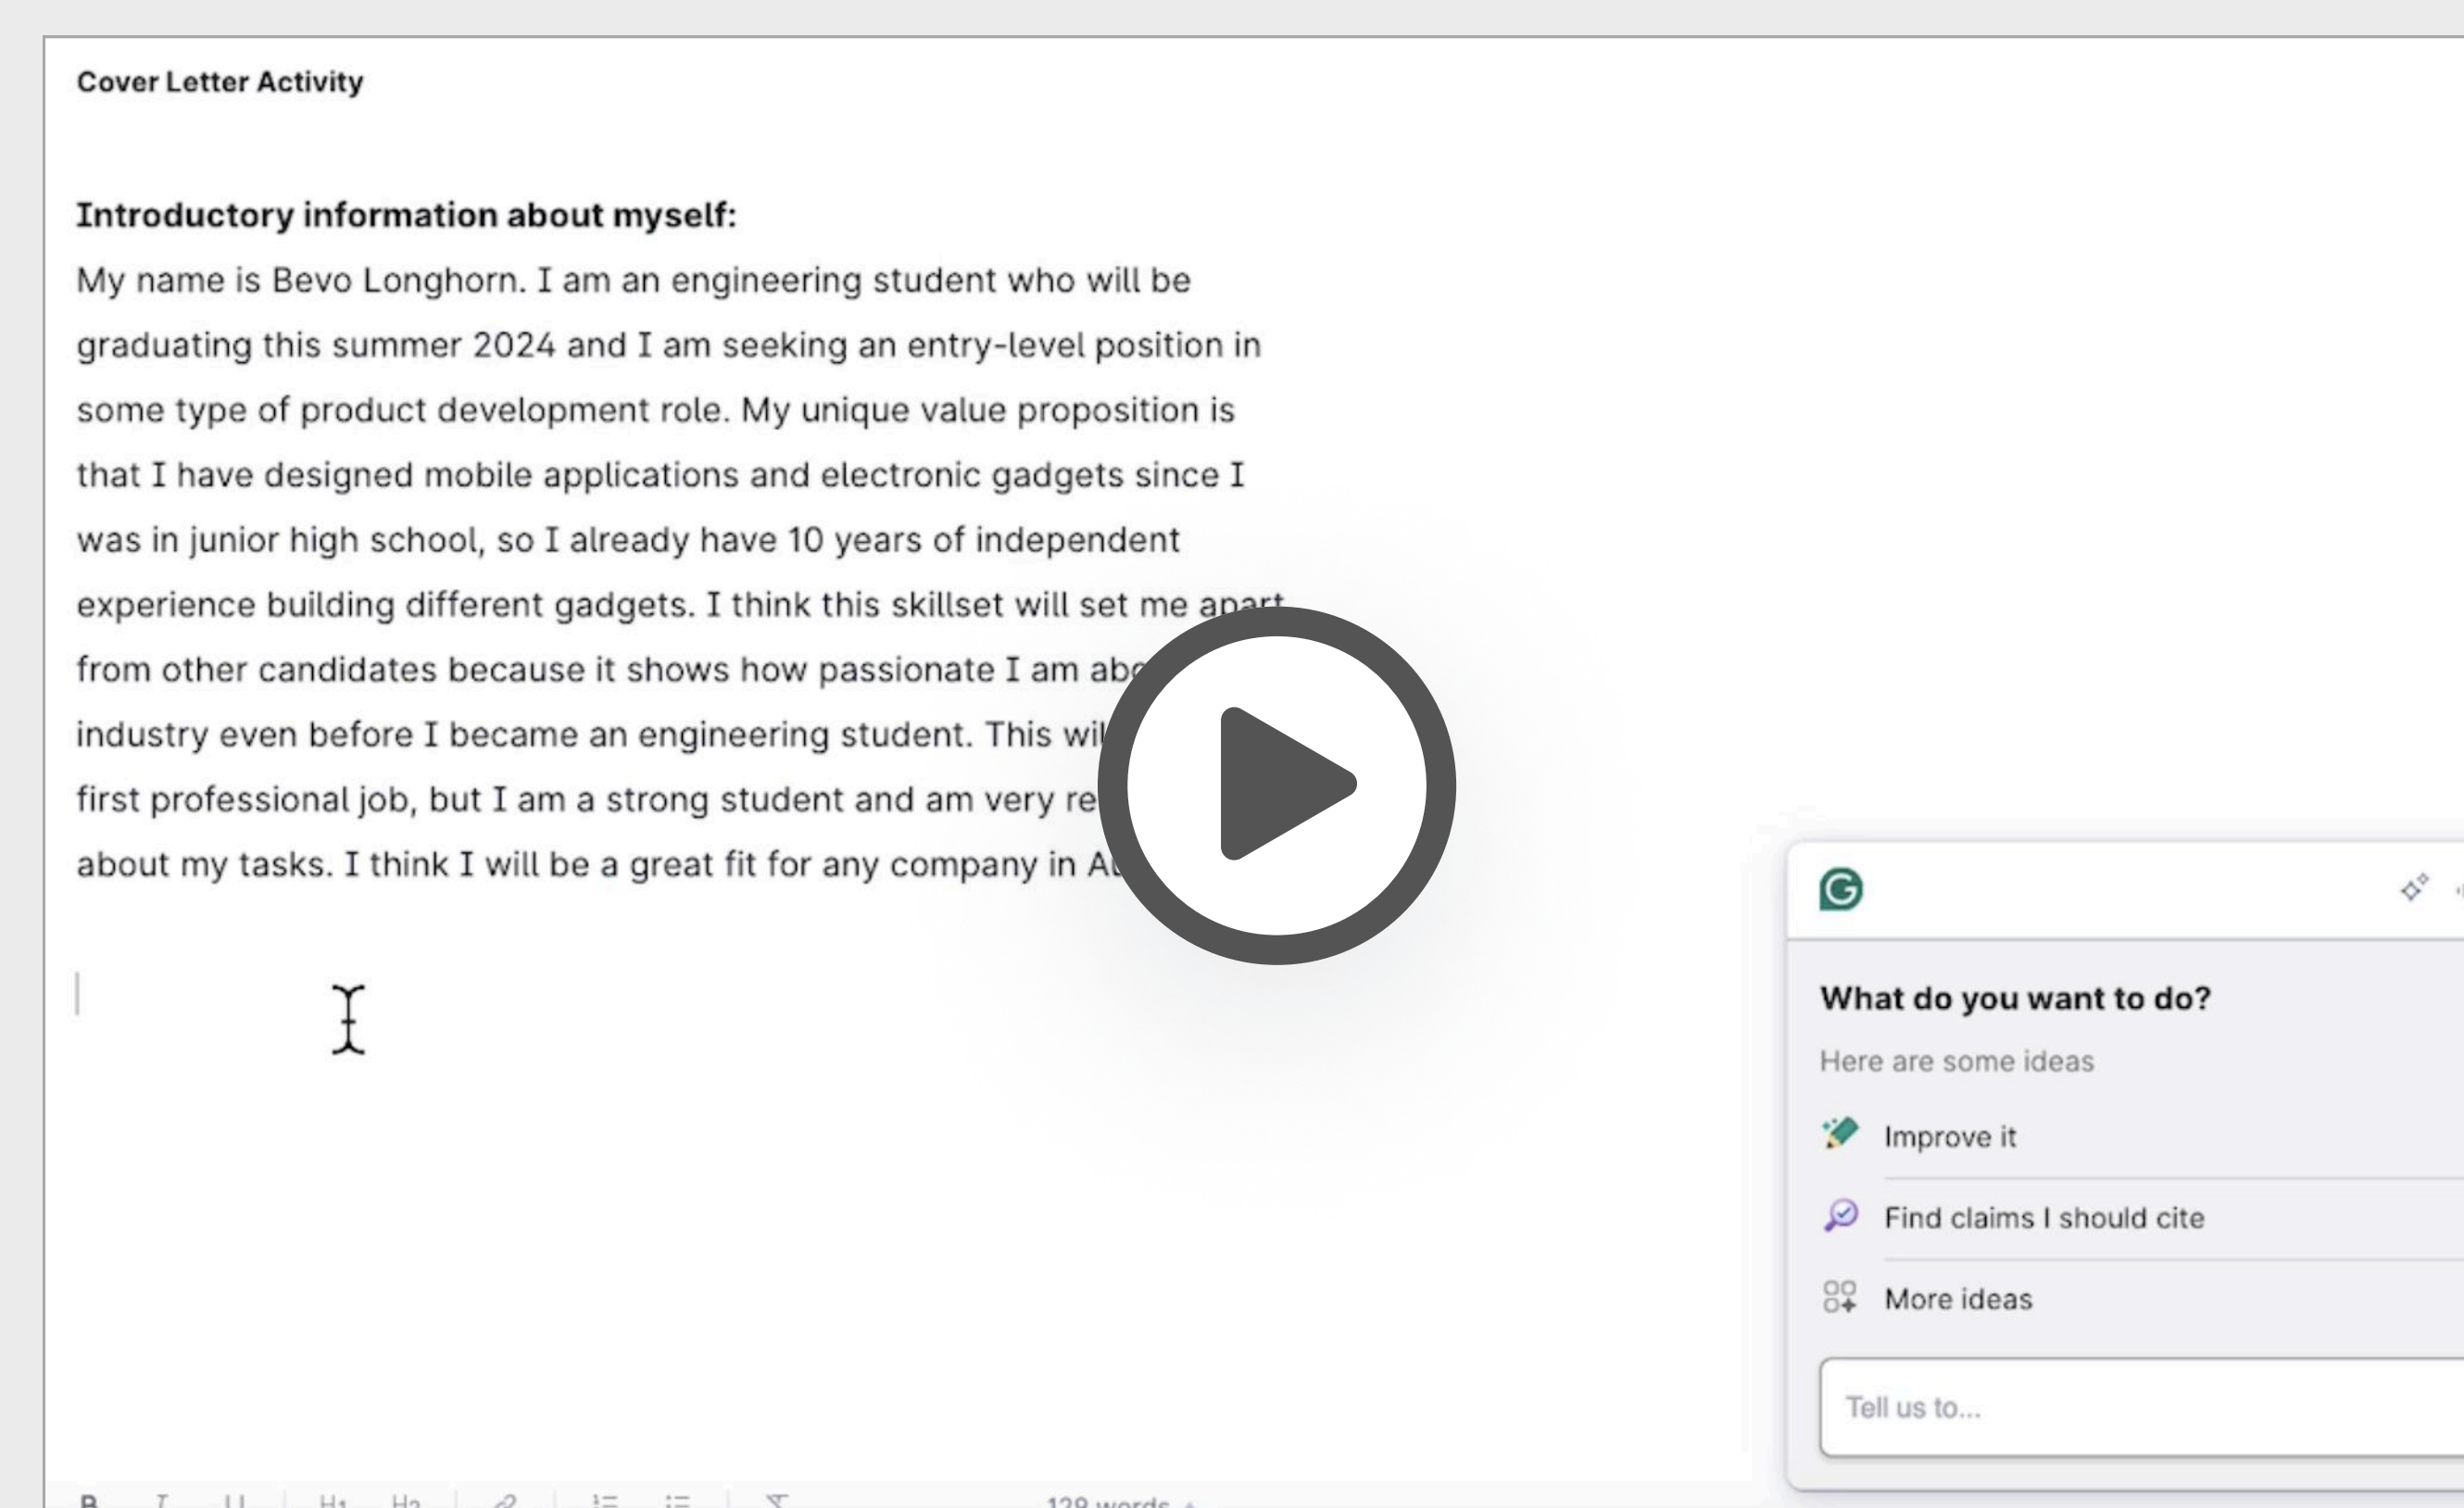 Cover Letter Activity
Introductory information about myself:
My name is Bevo Longhorn. I am an engineering student who will be
graduating this summer 2024 and I am seeking an entry-level position in
some type of product development role. My unique value proposition is
that I have designed mobile applications and electronic gadgets since I
was in junior high school, so I already have 10 years of independent
experience building different gadgets. I think this skillset will set me apart
from other candidates because it shows how passionate I am
industry even before I became an engineering student. This
first professional job, but I am a strong student and am very
about my tasks. I think I will be a great fit for any company in
G
What do you want to do?
Here are some ideas
Improve it
Find claims I should cite
More ideas
Tell us to...
B I U H1 H2 129 words